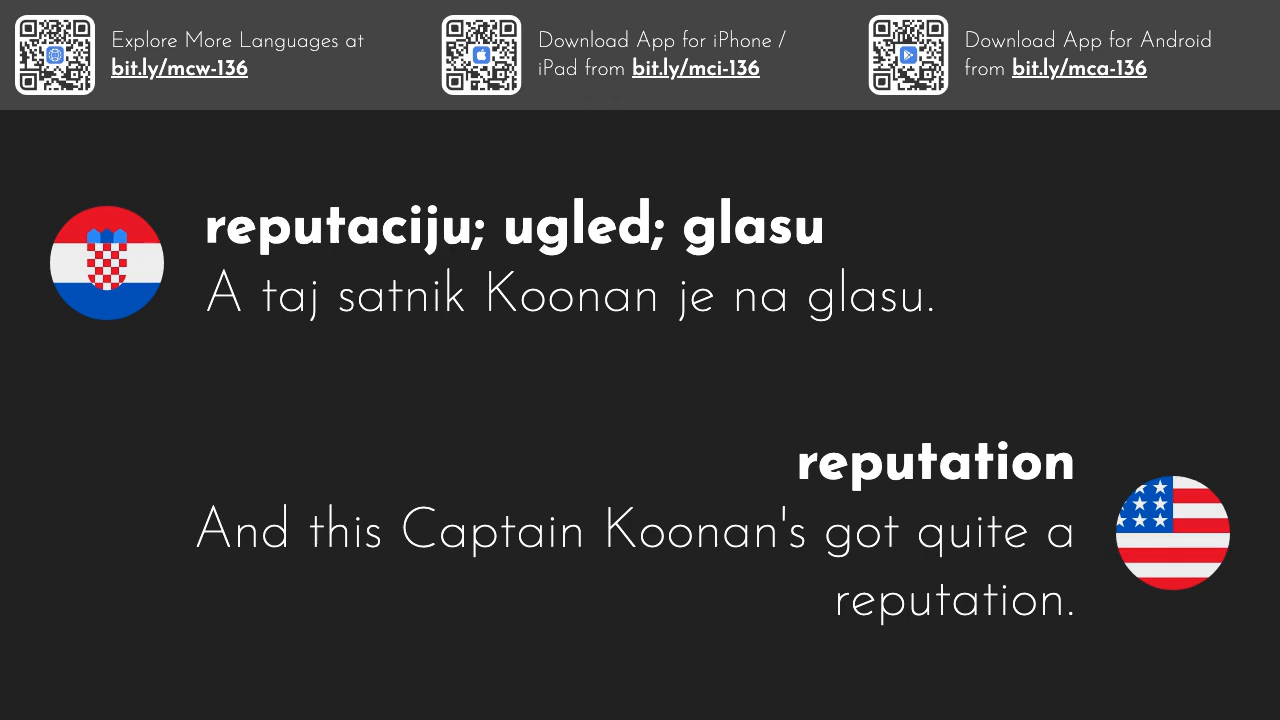 Explore More Languages at
bit.ly/mcw-136
Download App for iPhone /
iPad from bit.ly/mci-136
Download App for Android
from bit.ly/mca-136
reputaciju; ugled; glasu
A taj satnik Koonan je na glasu.
reputation
And this Captain Koonan's got quite a
reputation.